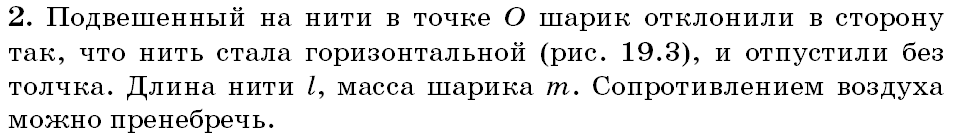 2. Подвешенный на нити в точке O шарик отклонили в сторону
так, что нить стала горизонтальной (рис. 19.3), и отпустили без
толчка. Длина нити l, масса шарика m. Сопротивлением воздуха
можно пренебречь.